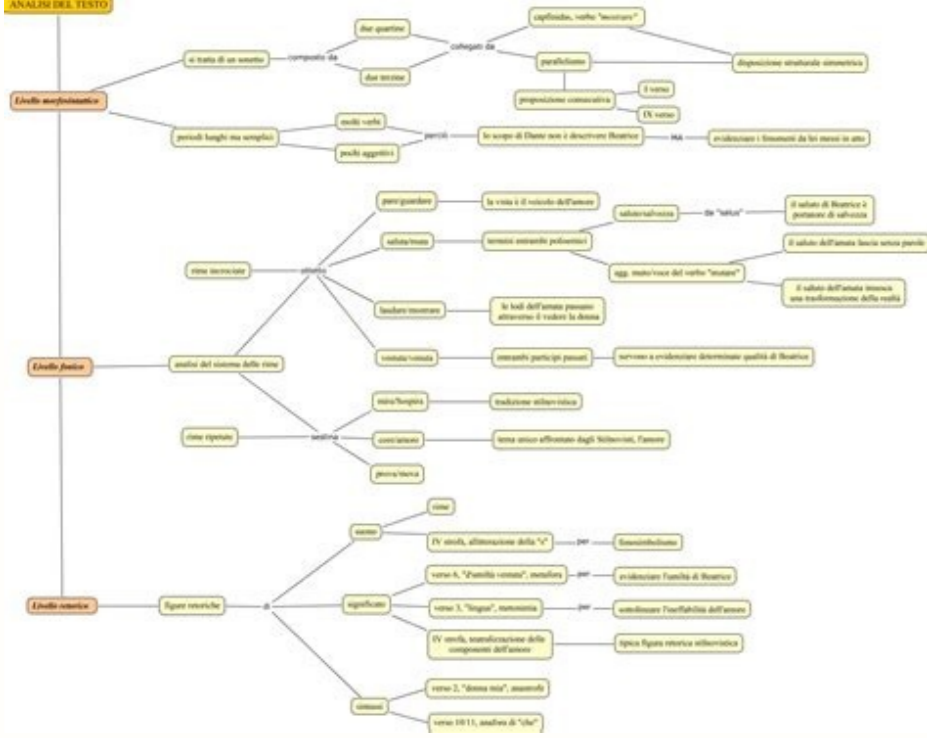 ANALISI DEL TESTO
Livello morfosintattico
si tratta di un sonetto
composto da
due quartine
due terzine
collegati da
capfinidas, verbo "mostrare"
parallelismo
disposizione strutturale simmetrica
proposizione consecutiva
I verso
IX verso
periodi lunghi ma semplici
molti verbi
pochi aggettivi
perciò
lo scopo di Dante non è descrivere Beatrice
MA
evidenziare i fenomeni da lei messi in atto
Livello fonico
analisi del sistema delle rime
rime incrociate
ottetto
pare/guardare
la vista è il veicolo dell'amore
saluta/muta
termini entrambi polisemici
salute/salvezza
da "salus"
il saluto di Beatrice è
portatore di salvezza
agg. muto/voce del verbo "mutare"
il saluto dell'amata lascia senza parole
il saluto dell'amata innesca
una trasformazione della realtà
laudare/mostrare
le lodi dell'amata passano
attraverso il vedere la donna
vestuta/venuta
entrambi participi passati
servono a evidenziare determinate qualità di Beatrice
rime ripetute
sestina
mira/Sospira
tradizione stilnovistica
core/amore
tema unico affrontato dagli Stilnovisti, l'amore
prova/mova
Livello retorico
figure retoriche
di
suono
rime
IV strofa, allitterazione della "s"
per
fonosimbolismo
significato
verso 6, "d'umiltà vestuta", metafora
per
evidenziare l'umiltà di Beatrice
verso 3, "lingua", metonimia
per
sottolineare l'ineffabilità dell'amore
IV strofa, teatralizzazione delle
componenti dell'amore
tipica figura retorica stilnovistica
sintassi
verso 2, "donna mia", anastrofe
verso 10/11, anafora di "che"